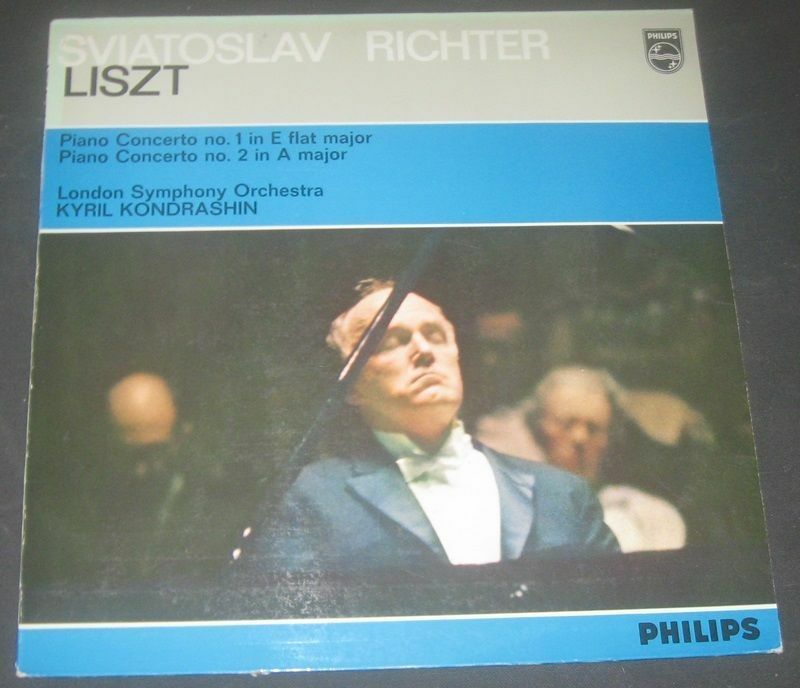 SVIATOSLAV RICHTER
LISZT
PHILIPS
Piano Concerto no. 1 in E flat major
Piano Concerto no. 2 in A major
London Symphony Orchestra
KYRIL KONDRASHIN
PHILIPS